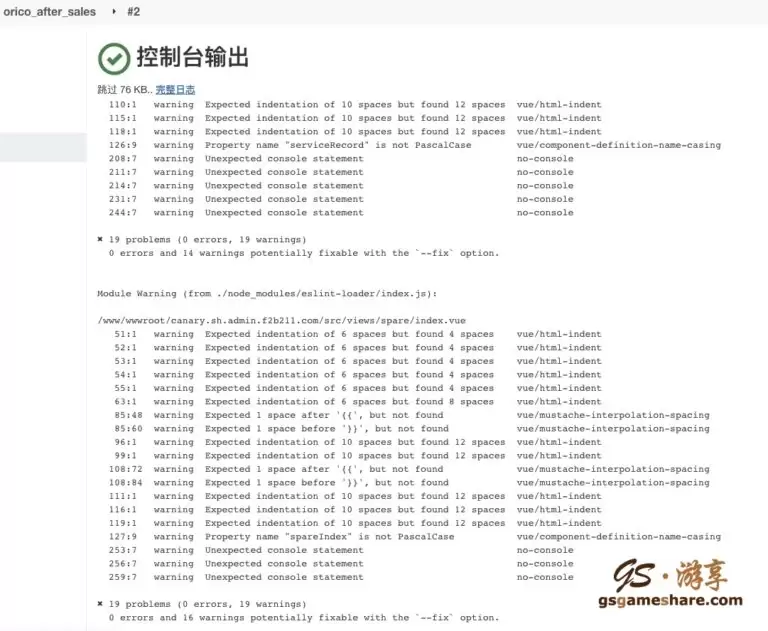 orico_after_sales ▸ #2
控制台输出
跳过 76 KB.. 完整日志
110:1 warning Expected indentation of 10 spaces but found 12 spaces vue/html-indent
115:1 warning Expected indentation of 10 spaces but found 12 spaces vue/html-indent
118:1 warning Expected indentation of 10 spaces but found 12 spaces vue/html-indent
126:9 warning Property name "serviceRecord" is not PascalCase vue/component-definition-name-casing
208:7 warning Unexpected console statement no-console
211:7 warning Unexpected console statement no-console
214:7 warning Unexpected console statement no-console
231:7 warning Unexpected console statement no-console
244:7 warning Unexpected console statement no-console
✖ 19 problems (0 errors, 19 warnings)
0 errors and 14 warnings potentially fixable with the `--fix` option.
Module Warning (from ./node_modules/eslint-loader/index.js):
/www/wwwroot/canary.sh.admin.f2b211.com/src/views/spare/index.vue
51:1 warning Expected indentation of 6 spaces but found 4 spaces vue/html-indent
52:1 warning Expected indentation of 6 spaces but found 4 spaces vue/html-indent
53:1 warning Expected indentation of 6 spaces but found 4 spaces vue/html-indent
54:1 warning Expected indentation of 6 spaces but found 4 spaces vue/html-indent
55:1 warning Expected indentation of 6 spaces but found 4 spaces vue/html-indent
63:1 warning Expected indentation of 6 spaces but found 8 spaces vue/html-indent
85:48 warning Expected 1 space after '{{', but not found vue/mustache-interpolation-spacing
85:60 warning Expected 1 space before '}}', but not found vue/mustache-interpolation-spacing
96:1 warning Expected indentation of 10 spaces but found 12 spaces vue/html-indent
99:1 warning Expected indentation of 10 spaces but found 12 spaces vue/html-indent
108:72 warning Expected 1 space after '{{', but not found vue/mustache-interpolation-spacing
108:84 warning Expected 1 space before '}}', but not found vue/mustache-interpolation-spacing
111:1 warning Expected indentation of 10 spaces but found 12 spaces vue/html-indent
116:1 warning Expected indentation of 10 spaces but found 12 spaces vue/html-indent
119:1 warning Expected indentation of 10 spaces but found 12 spaces vue/html-indent
127:9 warning Property name "spareIndex" is not PascalCase vue/component-definition-name-casing
253:7 warning Unexpected console statement no-console
256:7 warning Unexpected console statement no-console
259:7 warning Unexpected console statement no-console
✖ 19 problems (0 errors, 19 warnings)
0 errors and 16 warnings potentially fixable with the `--fix` option.
GS·游享
gsgameshare.com